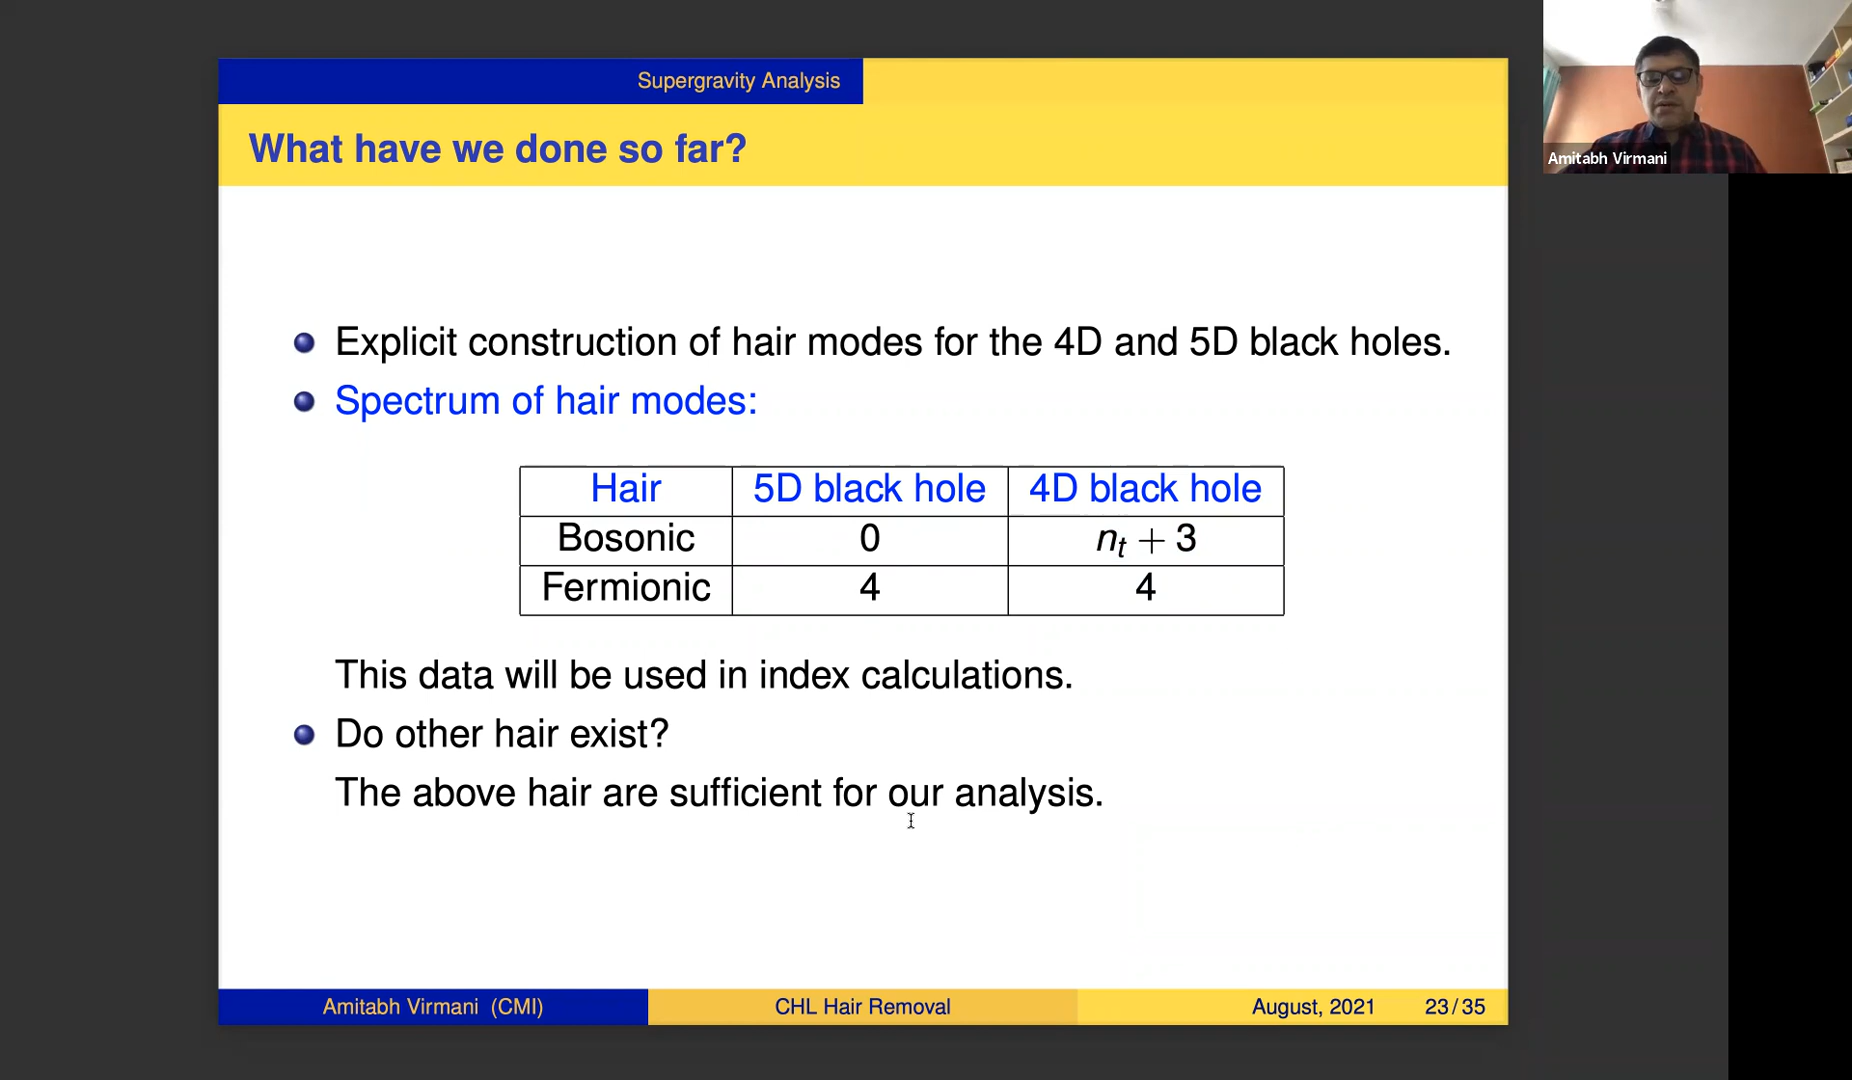 Supergravity Analysis
What have we done so far?
Explicit construction of hair modes for the 4D and 5D black holes.
Spectrum of hair modes:
Hair 5D black hole 4D black hole
Bosonic 0 nₜ + 3
Fermionic 4 4
This data will be used in index calculations.
Do other hair exist?
The above hair are sufficient for our analysis.
Amitabh Virmani (CMI) CHL Hair Removal August, 2021 23/35
Amitabh Virmani